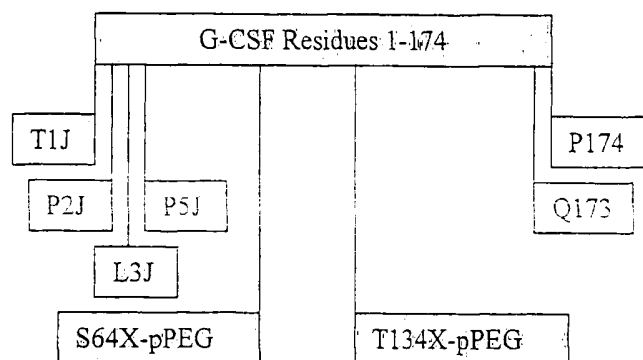 G-CSF Residues 1-174
T1J
P174
P2J
P5J
Q173
L3J
S64X-pPEG
T134X-pPEG